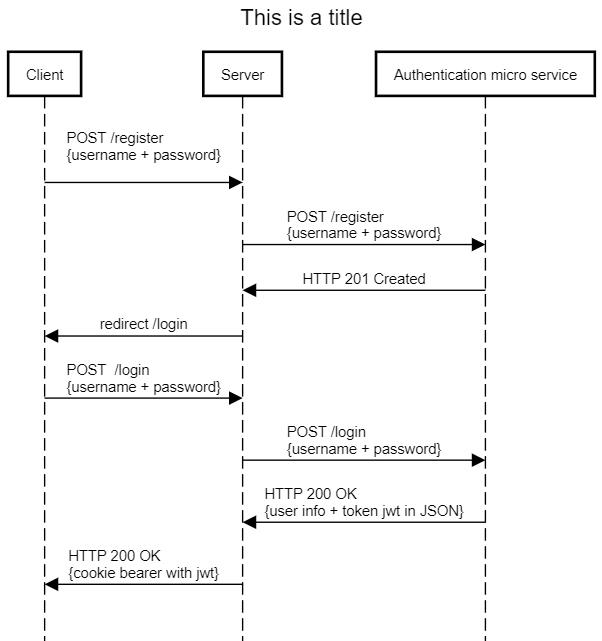 This is a title
Client
Server
Authentication micro service
POST /register
{username + password}
POST /register
{username + password}
HTTP 201 Created
redirect /login
POST  /login
{username + password}
POST /login
{username + password}
HTTP 200 OK
{user info + token jwt in JSON}
HTTP 200 OK
{cookie bearer with jwt}